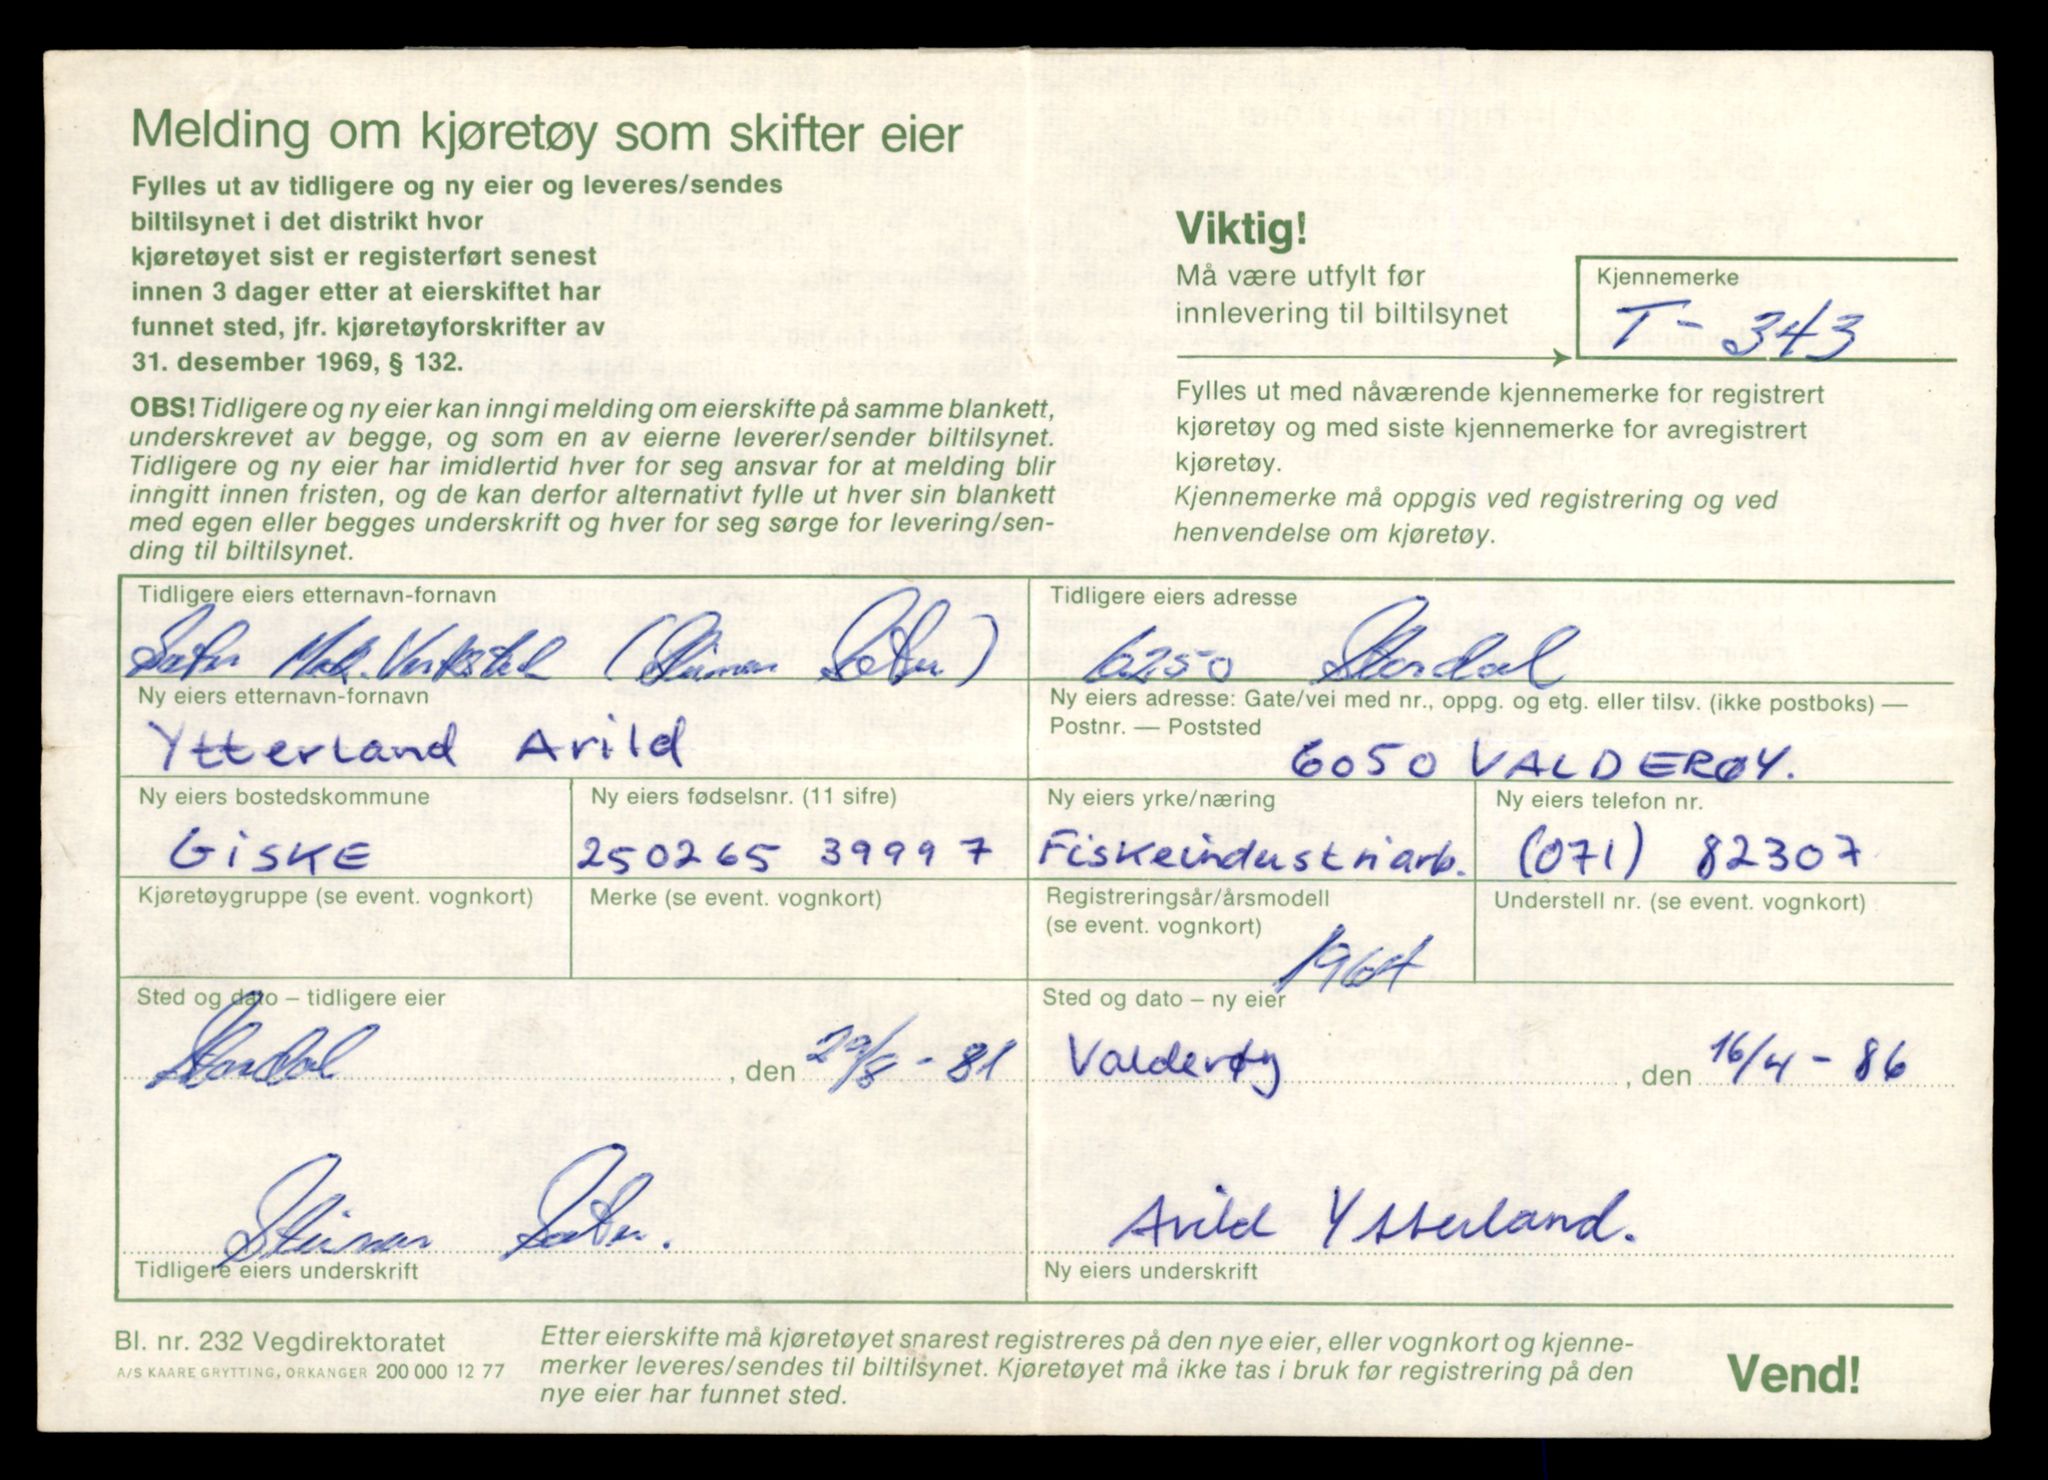 Melding om kjøretøy som skifter eier
Fylles ut av tidligere og ny eier og leveres/sendes
biltilsynet i det distrikt hvor
kjøretøyet sist er registerført senest
innen 3 dager etter at eierskiftet har
funnet sted, jfr. kjøretøyforskrifter av
31. desember 1969, § 132.
OBS! Tidligere og ny eier kan inngi melding om eierskifte på samme blankett,
underskrevet av begge, og som en av eierne leverer/sender biltilsynet.
Tidligere og ny eier har imidlertid hver for seg ansvar for at melding blir
inngitt innen fristen, og de kan derfor alternativt fylle ut hver sin blankett
med egen eller begges underskrift og hver for seg sørge for levering/sen-
ding til biltilsynet.
Viktig!
Må være utfylt før
innlevering til biltilsynet
Kjennemerke
T-343
Fylles ut med nåværende kjennemerke for registrert
kjøretøy og med siste kjennemerke for avregistrert
kjøretøy.
Kjennemerke må oppgis ved registrering og ved
henvendelse om kjøretøy.
Tidligere eiers etternavn-fornavn
Mek. Verksted (Steinar
Tidligere eiers adresse
6250 Stordal
Ny eiers etternavn-fornavn
Ytterland Arild
Ny eiers adresse: Gate/vei med nr., oppg. og etg. eller tilsv. (ikke postboks) —
Postnr. — Poststed
6050 VALDERØY.
Ny eiers bostedskommune
GISKE
Ny eiers fødselsnr. (11 sifre)
250265 39997
Ny eiers yrke/næring
Fiskeindustriarb.
Ny eiers telefon nr.
(071) 82307
Kjøretøygruppe (se event. vognkort)
Merke (se event. vognkort)
Registreringsår/årsmodell
(se event. vognkort)
1964
Understell nr. (se event. vognkort)
Sted og dato – tidligere eier
Stordal, den 29/8 - 81
Sted og dato – ny eier
Valderøy, den 16/4 - 86
Steinar
Tidligere eiers underskrift
Arild Ytterland.
Ny eiers underskrift
Bl. nr. 232 Vegdirektoratet
A/S KAARE GRYTTING, ORKANGER 200 000 12 77
Etter eierskifte må kjøretøyet snarest registreres på den nye eier, eller vognkort og kjenne-
merker leveres/sendes til biltilsynet. Kjøretøyet må ikke tas i bruk før registrering på den
nye eier har funnet sted.
Vend!